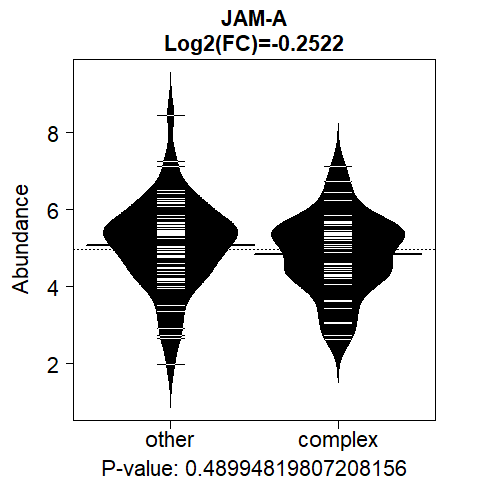 JAM-A
Log2(FC)=-0.2522
Abundance
8
6
4
2
other complex
P-value: 0.48994819807208156